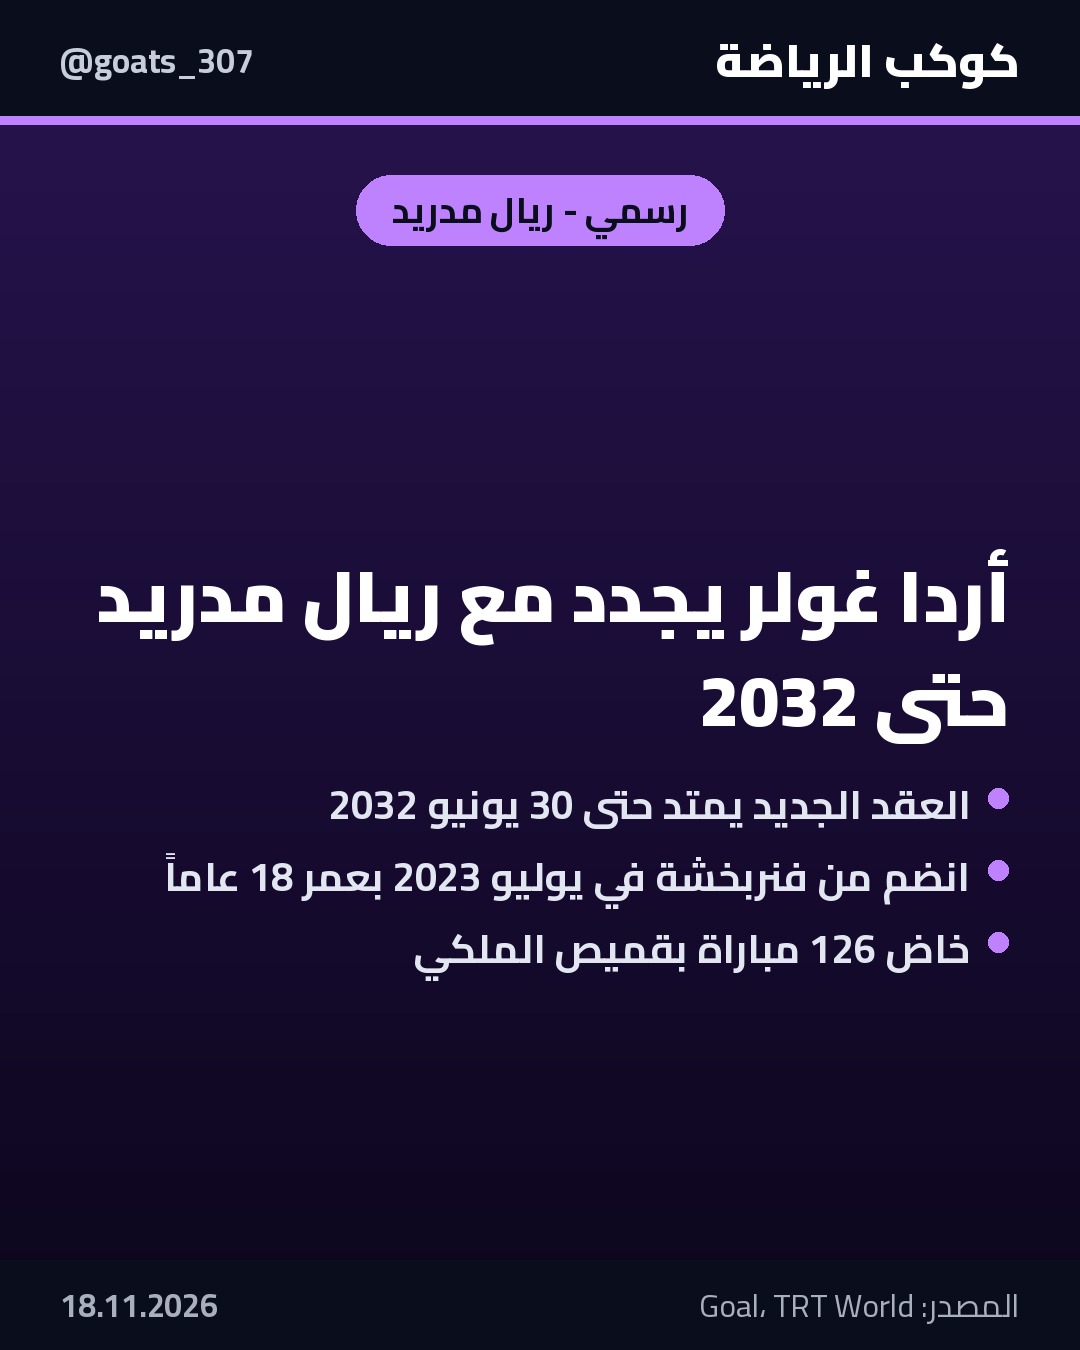 كوكب الرياضة
@goats_307
رسمي - ريال مدريد
أردا غولر يجدد مع ريال مدريد
حتى 2032
العقد الجديد يمتد حتى 30 يونيو 2032
انضم من فنربخشة في يوليو 2023 بعمر 18 عاماً
خاض 126 مباراة بقميص الملكي
المصدر: Goal، TRT World
18.11.2026